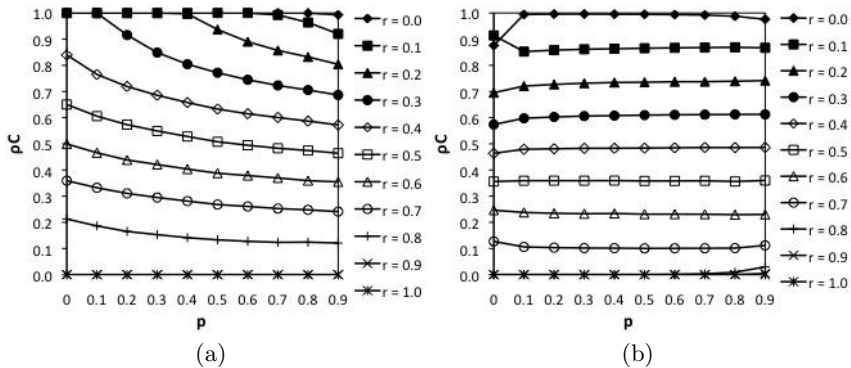 1.0
0.9
0.8
0.7
0.6
0.5
0.4
0.3
0.2
0.1
0.0
ρC
0 0.1 0.2 0.3 0.4 0.5 0.6 0.7 0.8 0.9
p
r = 0.0
r = 0.1
r = 0.2
r = 0.3
r = 0.4
r = 0.5
r = 0.6
r = 0.7
r = 0.8
r = 0.9
r = 1.0
(a)
1.0
0.9
0.8
0.7
0.6
0.5
0.4
0.3
0.2
0.1
0.0
ρC
0 0.1 0.2 0.3 0.4 0.5 0.6 0.7 0.8 0.9
p
r = 0.0
r = 0.1
r = 0.2
r = 0.3
r = 0.4
r = 0.5
r = 0.6
r = 0.7
r = 0.8
r = 0.9
r = 1.0
(b)